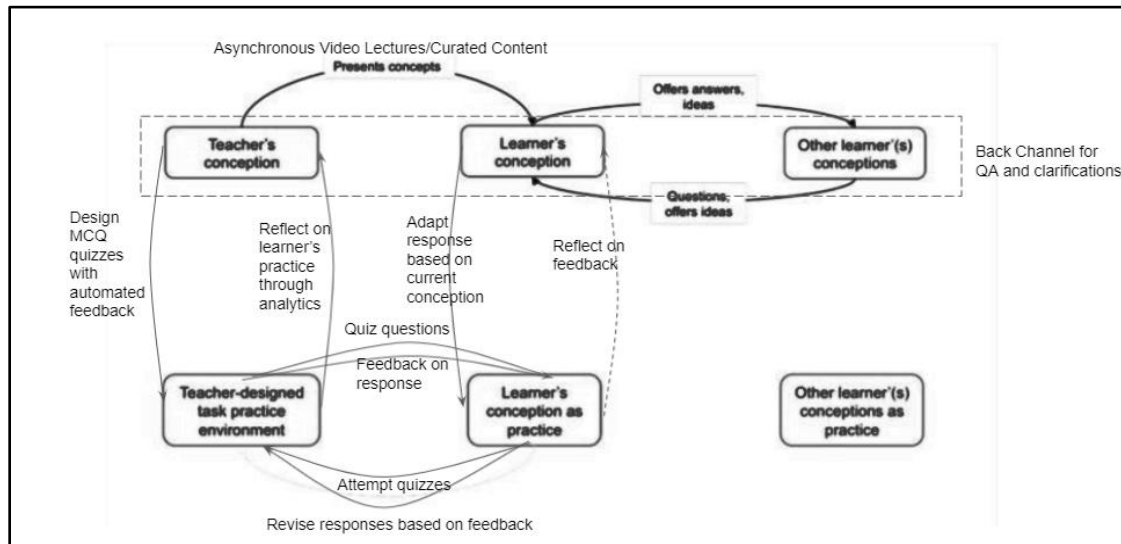 Asynchronous Video Lectures/Curated Content
Presents concepts
Offers answers,
ideas
Teacher's
conception
Learner's
conception
Other learner'(s)
conceptions
Back Channel for
QA and clarifications
Questions,
offers ideas
Design
MCQ
quizzes
with
automated
feedback
Reflect on
learner's
practice
through
analytics
Adapt
response
based on
current
conception
Reflect on
feedback
Quiz questions
Feedback on
response
Teacher-designed
task practice
environment
Learner's
conception as
practice
Other learner'(s)
conceptions as
practice
Attempt quizzes
Revise responses based on feedback